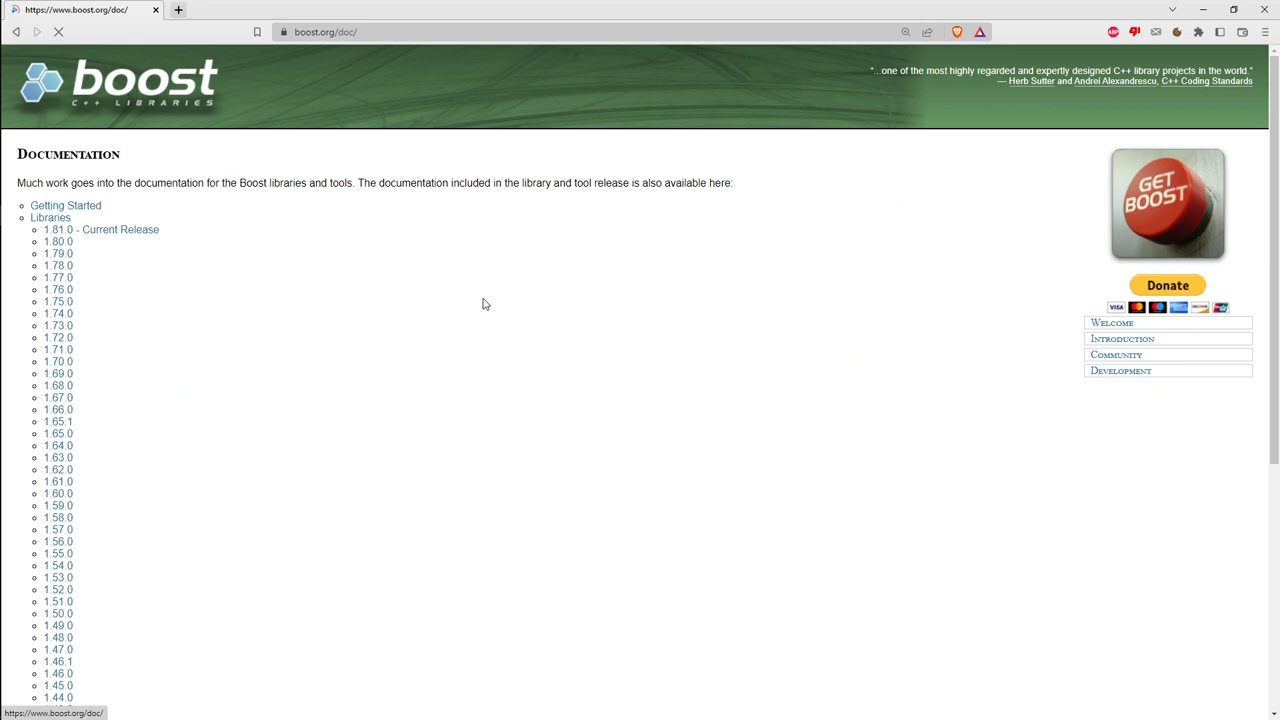 https://www.boost.org/doc/
boost.org/doc/
ABP
boost
C++ LIBRARIES
“...one of the most highly regarded and expertly designed C++ library projects in the world.”
— Herb Sutter and Andrei Alexandrescu, C++ Coding Standards
Documentation
Much work goes into the documentation for the Boost libraries and tools. The documentation included in the library and tool release is also available here:
Getting Started
Libraries
1.81.0 - Current Release
1.80.0
1.79.0
1.78.0
1.77.0
1.76.0
1.75.0
1.74.0
1.73.0
1.72.0
1.71.0
1.70.0
1.69.0
1.68.0
1.67.0
1.66.0
1.65.1
1.65.0
1.64.0
1.63.0
1.62.0
1.61.0
1.60.0
1.59.0
1.58.0
1.57.0
1.56.0
1.55.0
1.54.0
1.53.0
1.52.0
1.51.0
1.50.0
1.49.0
1.48.0
1.47.0
1.46.1
1.46.0
1.45.0
1.44.0
GET
BOOST
Donate
VISA
Welcome
Introduction
Community
Development
https://www.boost.org/doc/